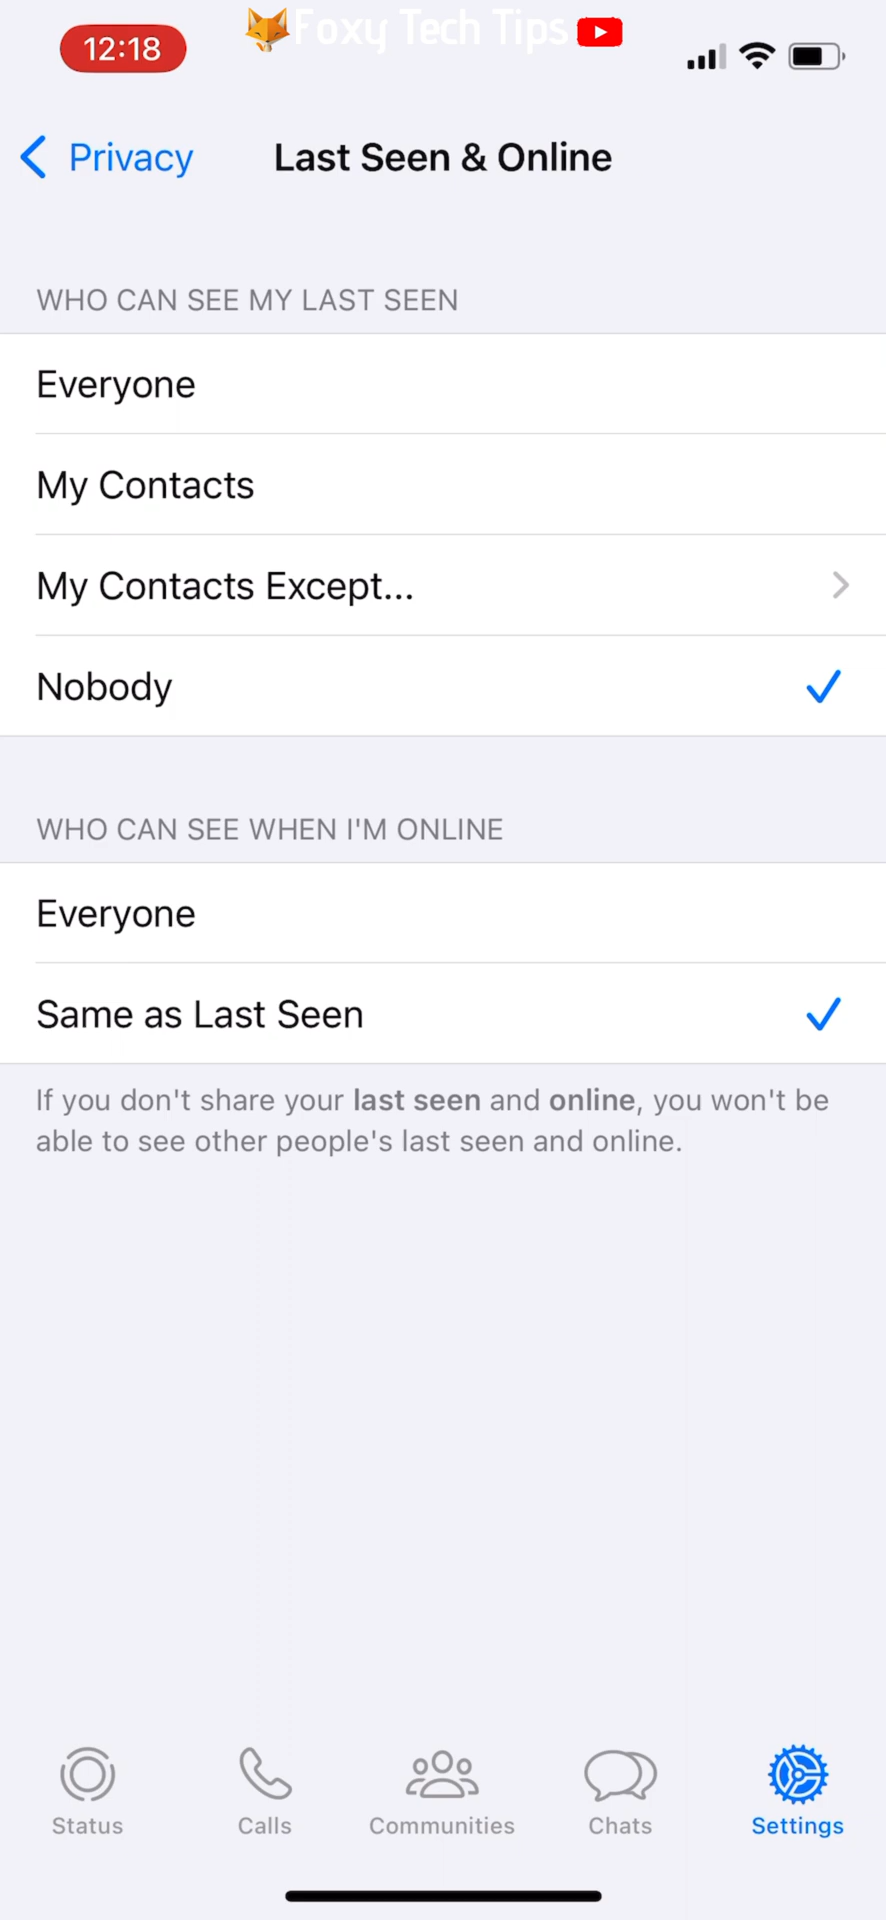 12:18
Foxy Tech Tips
Privacy
Last Seen & Online
WHO CAN SEE MY LAST SEEN
Everyone
My Contacts
My Contacts Except...
Nobody
WHO CAN SEE WHEN I'M ONLINE
Everyone
Same as Last Seen
If you don't share your last seen and online, you won't be
able to see other people's last seen and online.
Status
Calls
Communities
Chats
Settings